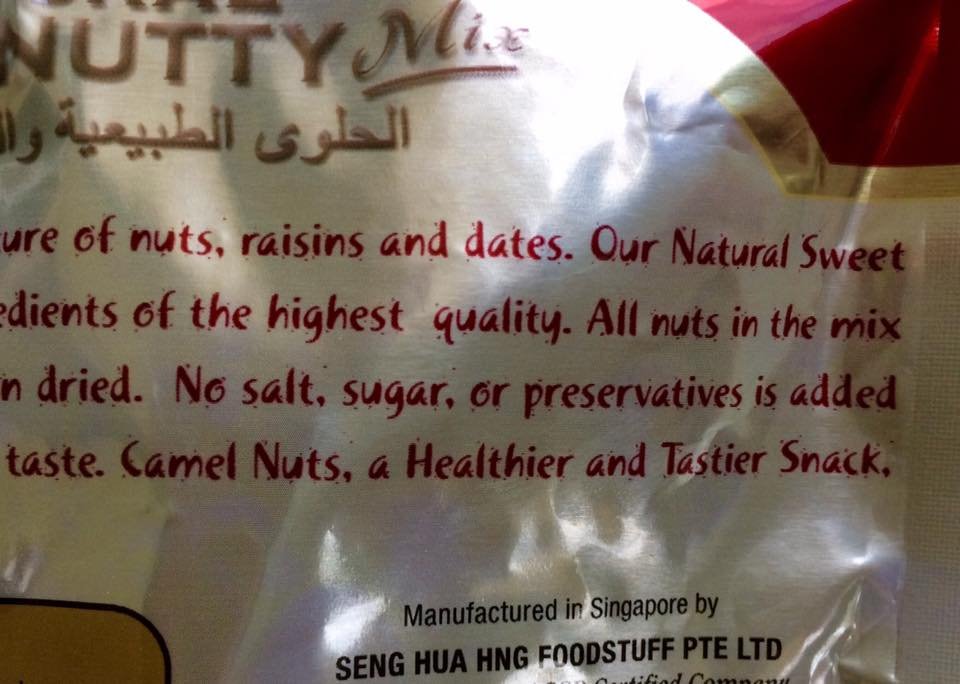 NUTTY Mix
الحلوى الطبيعية
ure of nuts, raisins and dates. Our Natural Sweet
edients of the highest quality. All nuts in the mix
n dried. No salt, sugar, or preservatives is added
taste. Camel Nuts, a Healthier and Tastier Snack,
Manufactured in Singapore by
SENG HUA HNG FOODSTUFF PTE LTD
Certified Company